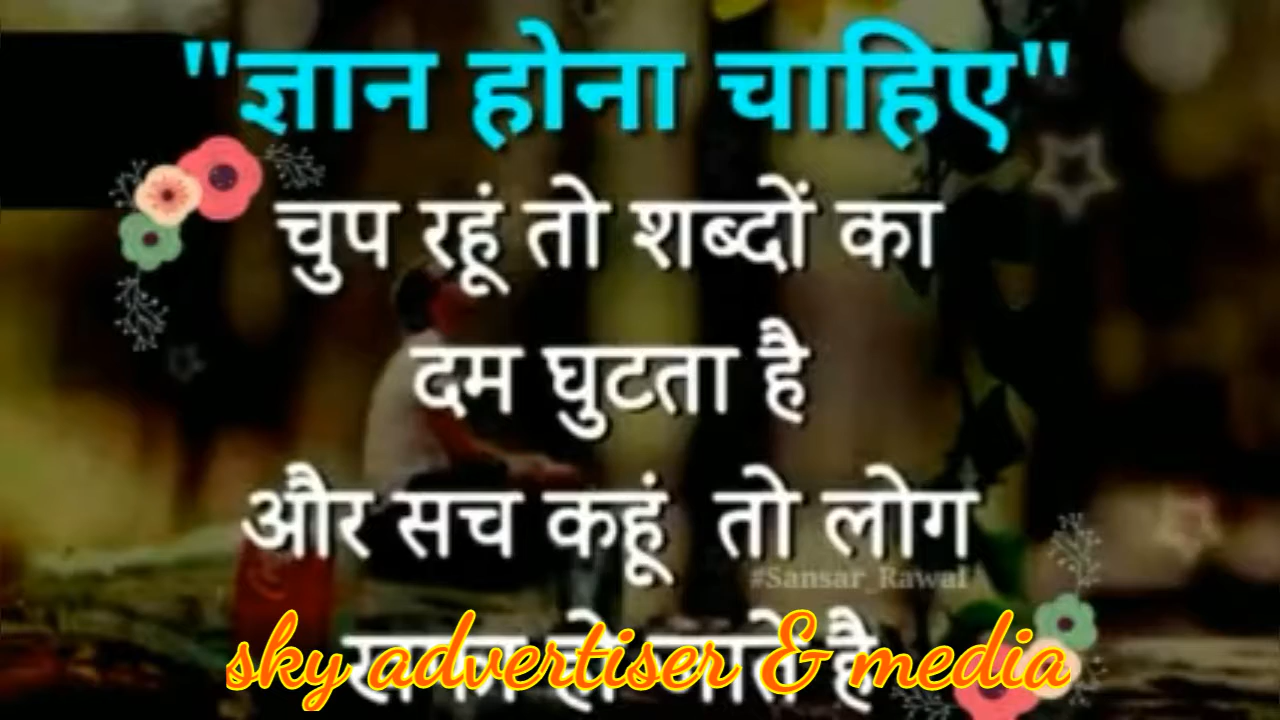 "ज्ञान होना चाहिए"
चुप रहूं तो शब्दों का
दम घुटता है
और सच कहूं तो लोग
#Sansar_Rawal
है
sky advertiser & media